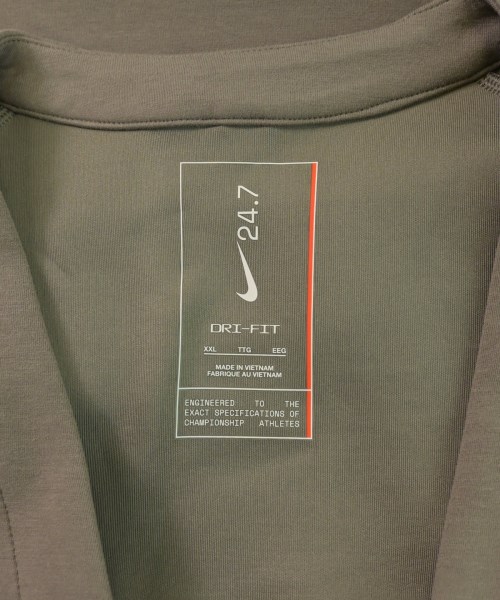 24.7
DRI-FIT
XXL TTG EEG
MADE IN VIETNAM
FABRIQUE AU VIETNAM
ENGINEERED TO THE
EXACT SPECIFICATIONS OF
CHAMPIONSHIP ATHLETES